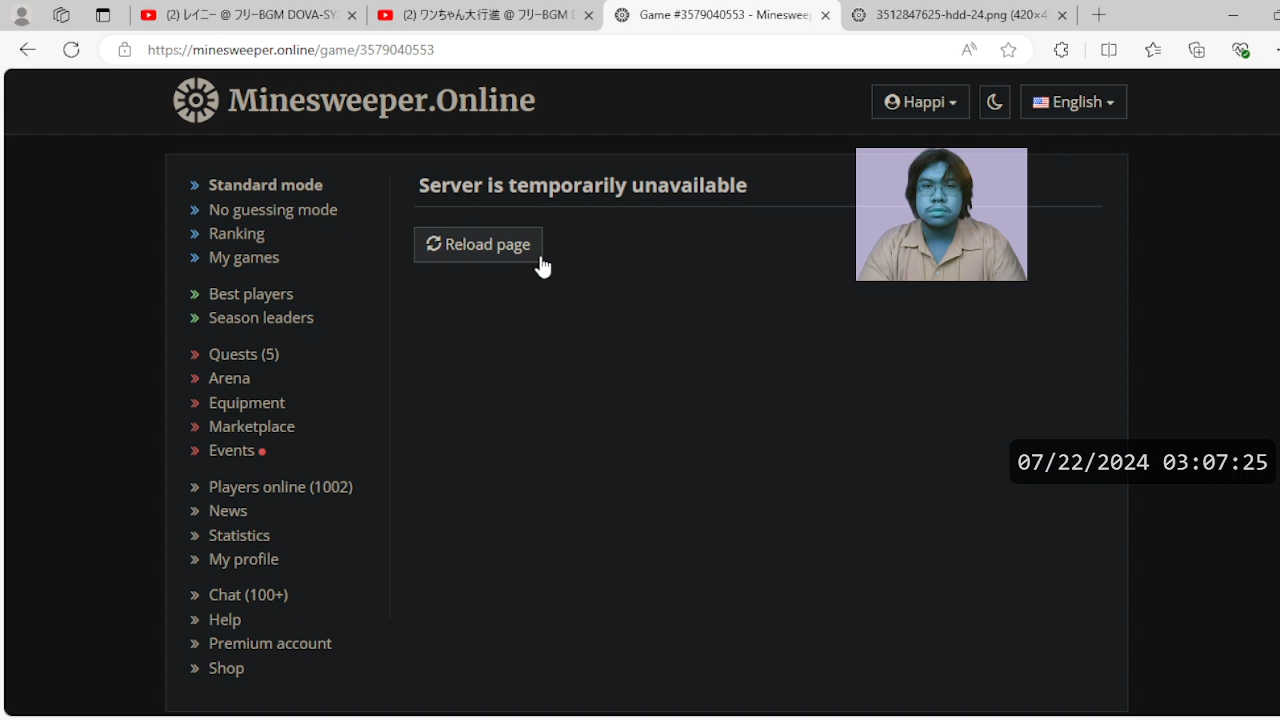 (2) レイニー @ フリーBGM DOVA-SY
(2) ワンちゃん大行進 @ フリーBGM D
Game #3579040553 - Minesweep
3512847625-hdd-24.png (420×4
https://minesweeper.online/game/3579040553
Minesweeper.Online
Happi
English
Standard mode
No guessing mode
Ranking
My games
Best players
Season leaders
Quests (5)
Arena
Equipment
Marketplace
Events
Players online (1002)
News
Statistics
My profile
Chat (100+)
Help
Premium account
Shop
Server is temporarily unavailable
Reload page
07/22/2024 03:07:25